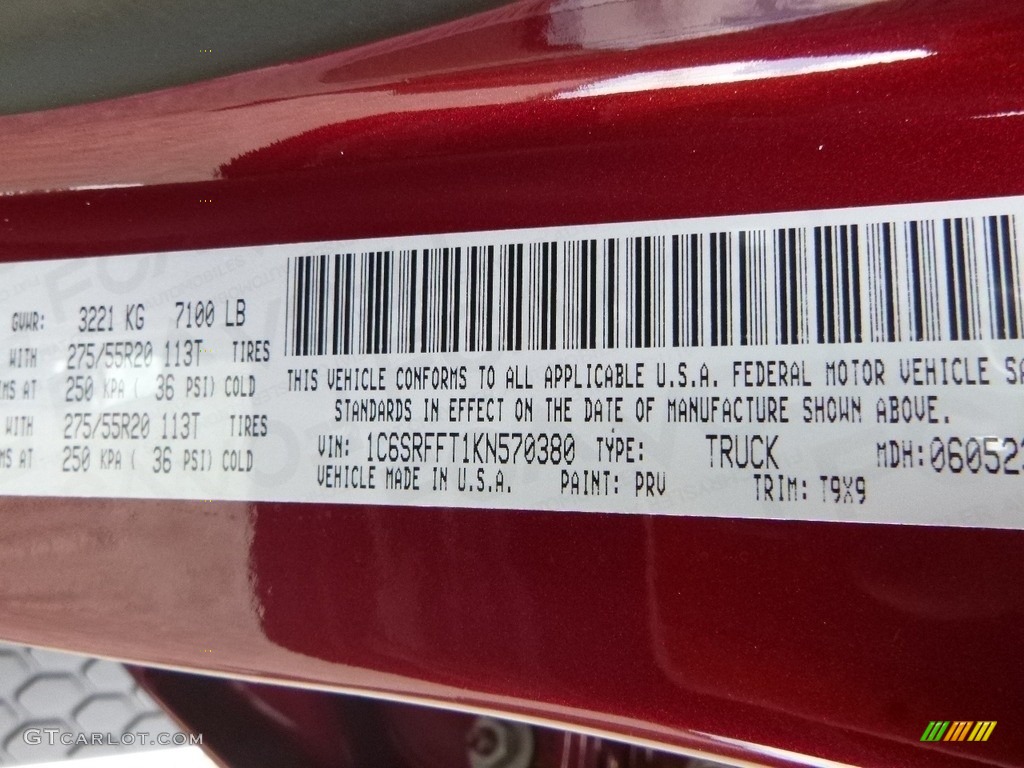 GVWR: 3221 KG 7100 LB
WITH 275/55R20 113T TIRES
MS AT 250 KPA ( 36 PSI) COLD
WITH 275/55R20 113T TIRES
MS AT 250 KPA ( 36 PSI) COLD
THIS VEHICLE CONFORMS TO ALL APPLICABLE U.S.A. FEDERAL MOTOR VEHICLE SA
STANDARDS IN EFFECT ON THE DATE OF MANUFACTURE SHOWN ABOVE.
VIN: 1C6SRFFT1KN570380 TYPE: TRUCK MDH: 060523
VEHICLE MADE IN U.S.A. PAINT: PRV TRIM: T9X9
GTCARLOT.COM